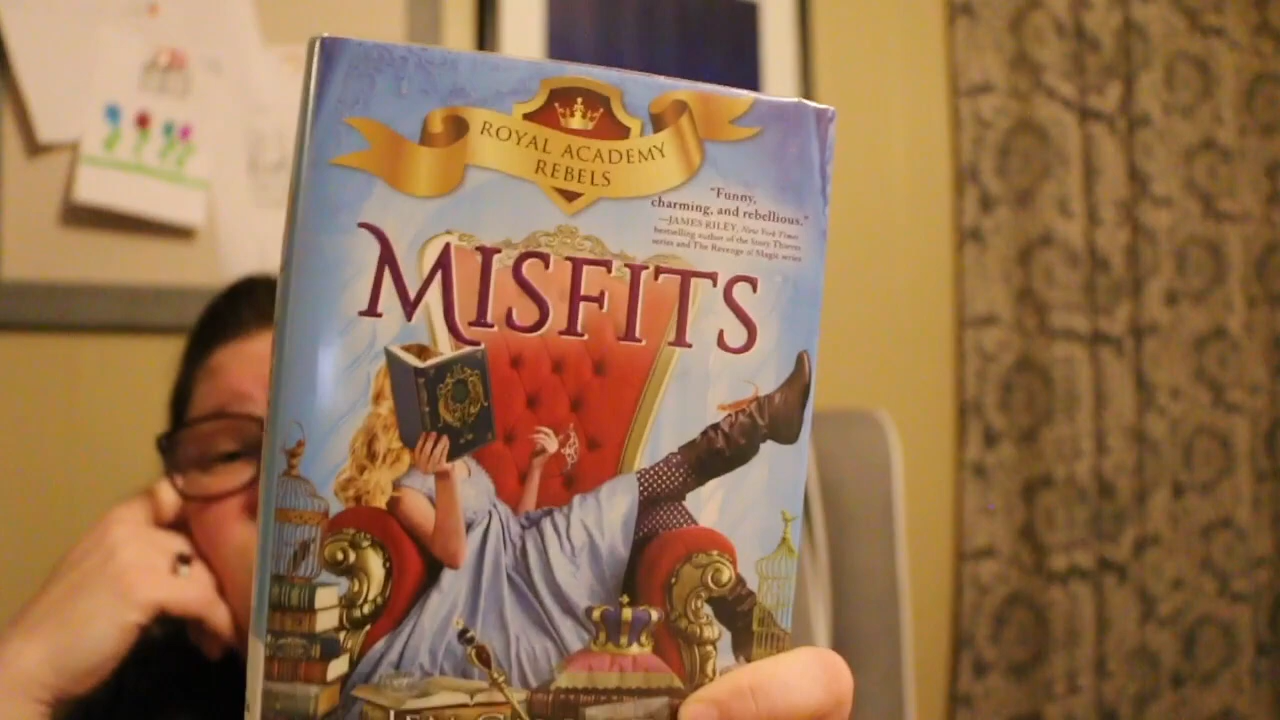 ROYAL ACADEMY
REBELS
"Funny,
charming, and rebellious."
—JAMES RILEY, New York Times
bestselling author of the Story Thieves
series and The Revenge of Magic series
MISFITS
JEN